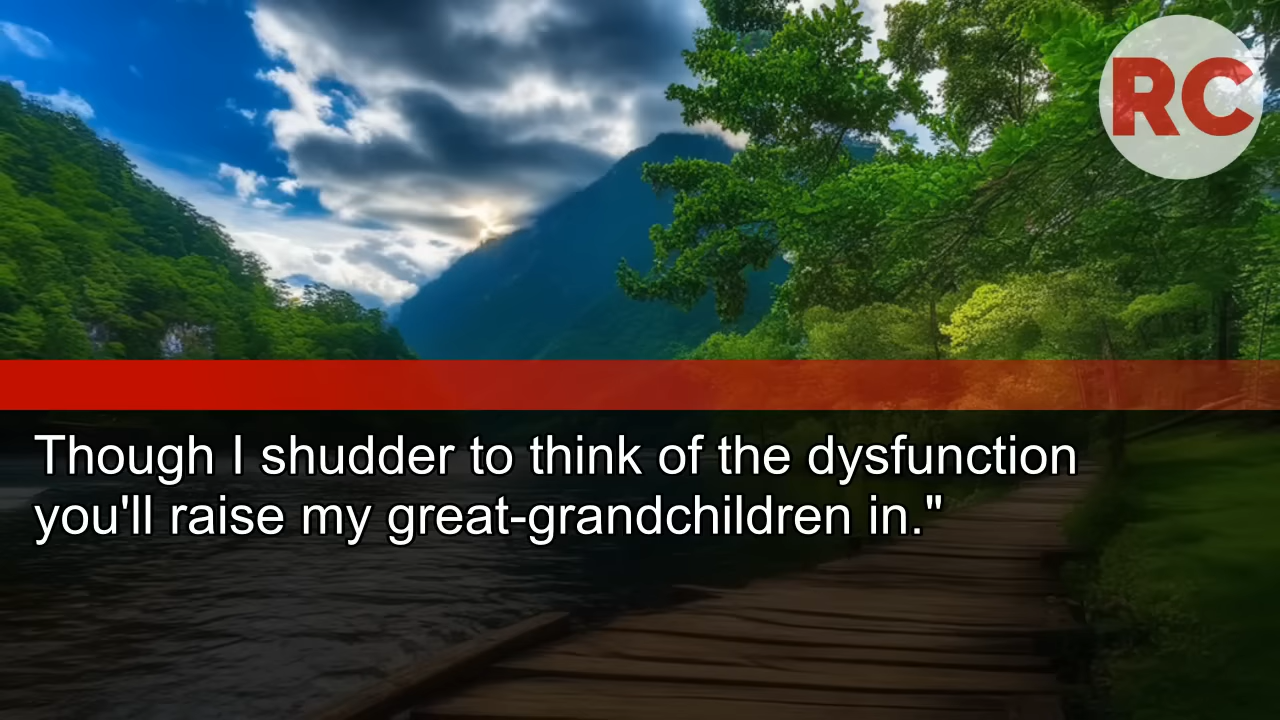 RC
Though I shudder to think of the dysfunction
you'll raise my great-grandchildren in."